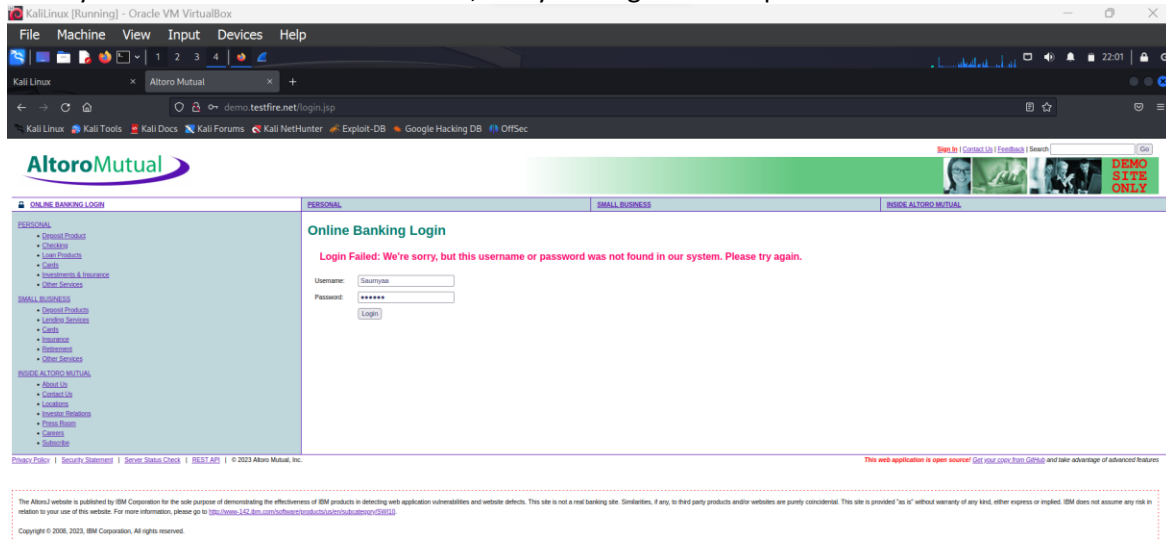 KaliLinux [Running] - Oracle VM VirtualBox
File Machine View Input Devices Help
1 2 3 4
22:01
Kali Linux
Altoro Mutual
demo.testfire.net/login.jsp
Kali Linux Kali Tools Kali Docs Kali Forums Kali NetHunter Exploit-DB Google Hacking DB OffSec
Sign In | Contact Us | Feedback | Search Go
AltoroMutual
DEMO
SITE
ONLY
ONLINE BANKING LOGIN PERSONAL SMALL BUSINESS INSIDE ALTORO MUTUAL
PERSONAL
Deposit Product
Checking
Loan Products
Cards
Investments & Insurance
Other Services
SMALL BUSINESS
Deposit Products
Lending Services
Cards
Insurance
Retirement
Other Services
INSIDE ALTORO MUTUAL
About Us
Contact Us
Locations
Investor Relations
Press Room
Careers
Subscribe
Online Banking Login
Login Failed: We're sorry, but this username or password was not found in our system. Please try again.
Username: Saumyaa
Password: ●●●●●●
Login
Privacy Policy | Security Statement | Server Status Check | REST API | © 2023 Altoro Mutual, Inc.
This web application is open source! Get your copy from GitHub and take advantage of advanced features
The AltoroJ website is published by IBM Corporation for the sole purpose of demonstrating the effectiveness of IBM products in detecting web application vulnerabilities and website defects. This site is not a real banking site. Similarities, if any, to third party products and/or websites are purely coincidental. This site is provided "as is" without warranty of any kind, either express or implied. IBM does not assume any risk in
relation to your use of this website. For more information, please go to http://www-142.ibm.com/software/products/us/en/subcategory/SWI10.
Copyright © 2008, 2023, IBM Corporation, All rights reserved.